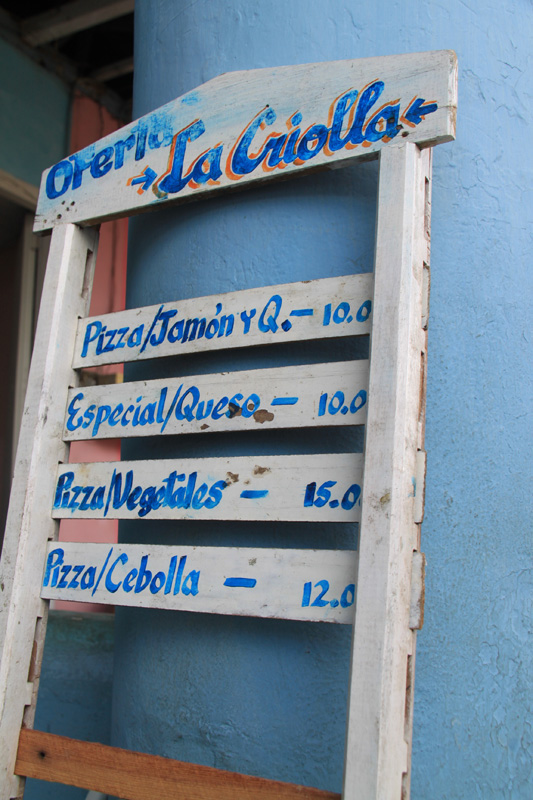 Oferta
→La Criolla←
Pizza/Jamón y Q.- 10.0
Especial/Queso - 10.0
Pizza/Vegetales - 15.0
Pizza/Cebolla - 12.0